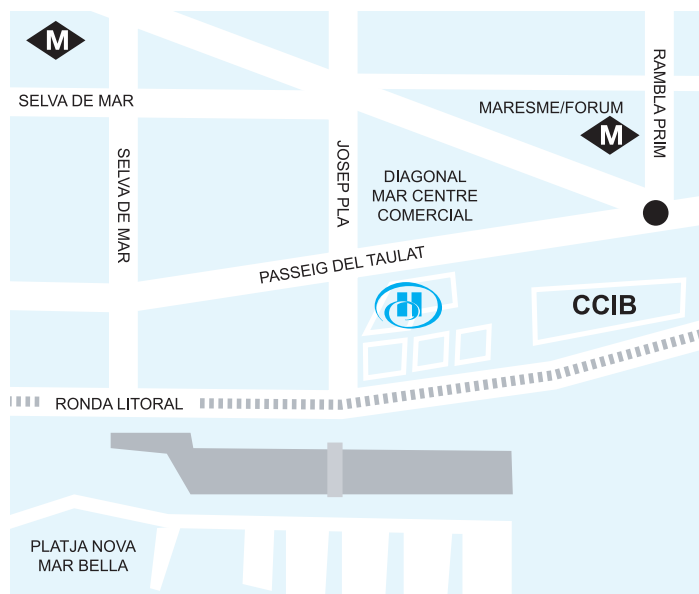 M
SELVA DE MAR
SELVA DE MAR
JOSEP PLA
MARESME/FORUM
M
RAMBLA PRIM
DIAGONAL
MAR CENTRE
COMERCIAL
PASSEIG DEL TAULAT
H
CCIB
RONDA LITORAL
PLATJA NOVA
MAR BELLA